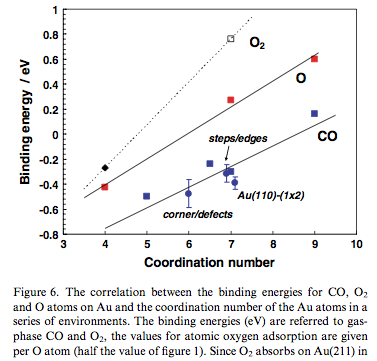 1
0.8
0.6
0.4
0.2
0
-0.2
-0.4
-0.6
-0.8
Binding energy / eV
O2
O
CO
steps/edges
Au(110)-(1x2)
corner/defects
3 4 5 6 7 8 9 10
Coordination number
Figure 6. The correlation between the binding energies for CO, O2
and O atoms on Au and the coordination number of the Au atoms in a
series of environments. The binding energies (eV) are referred to gas-
phase CO and O2, the values for atomic oxygen adsorption are given
per O atom (half the value of figure 1). Since O2 absorbs on Au(211) in